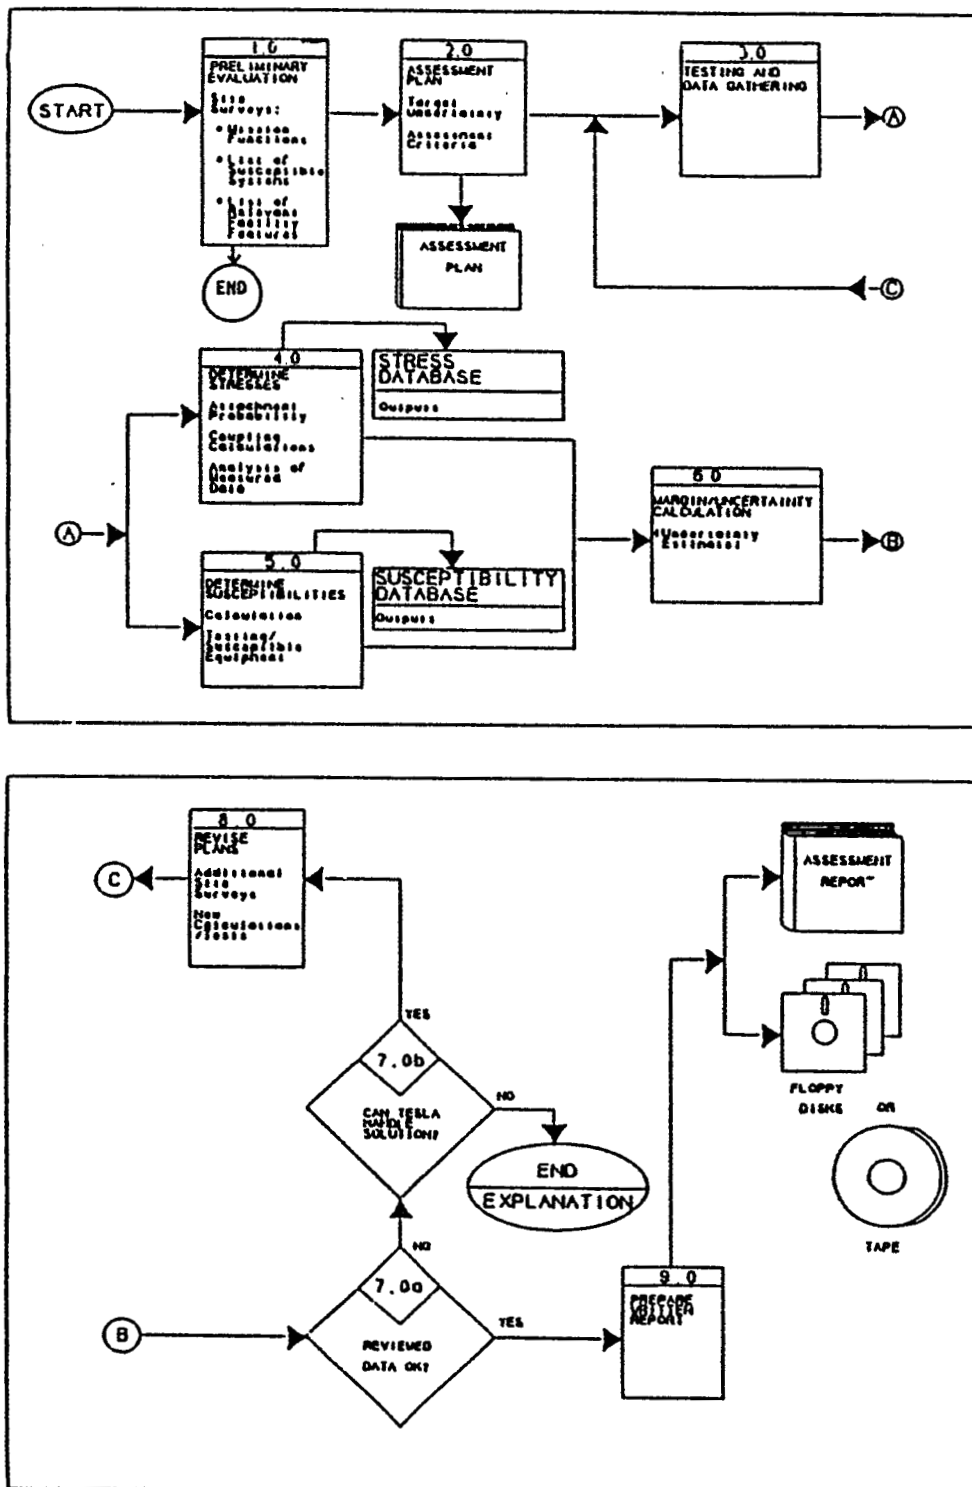 START
1.0
PRELIMINARY
EVALUATION
Site
Surveys:
• Mission
Functions
• List of
Susceptible
Systems
• List of
Relevant
Facility
Features
END
2.0
ASSESSMENT
PLAN
Target
Uncertainty
Assessment
Criteria
ASSESSMENT
PLAN
3.0
TESTING AND
DATA GATHERING
A
C
4.0
DETERMINE
STRESSES
Attachment
Probability
Coupling
Calculations
Analysis of
Measured
Data
STRESS
DATABASE
Outputs
A
5.0
DETERMINE
SUSCEPTIBILITIES
Calculation
Testing/
Susceptible
Equipment
SUSCEPTIBILITY
DATABASE
Outputs
6.0
MARGIN/UNCERTAINTY
CALCULATION
•Uncertainty
Estimates
B
8.0
REVISE
PLANS
Additional
Site
Surveys
New
Calculations
/Tests
C
YES
7.0b
CAN TESLA
HANDLE
SOLUTION?
NO
END
EXPLANATION
NO
7.0a
REVIEWED
DATA OK?
B
YES
9.0
PREPARE
WRITTEN
REPORT
ASSESSMENT
REPORT
FLOPPY
DISKS OR
TAPE